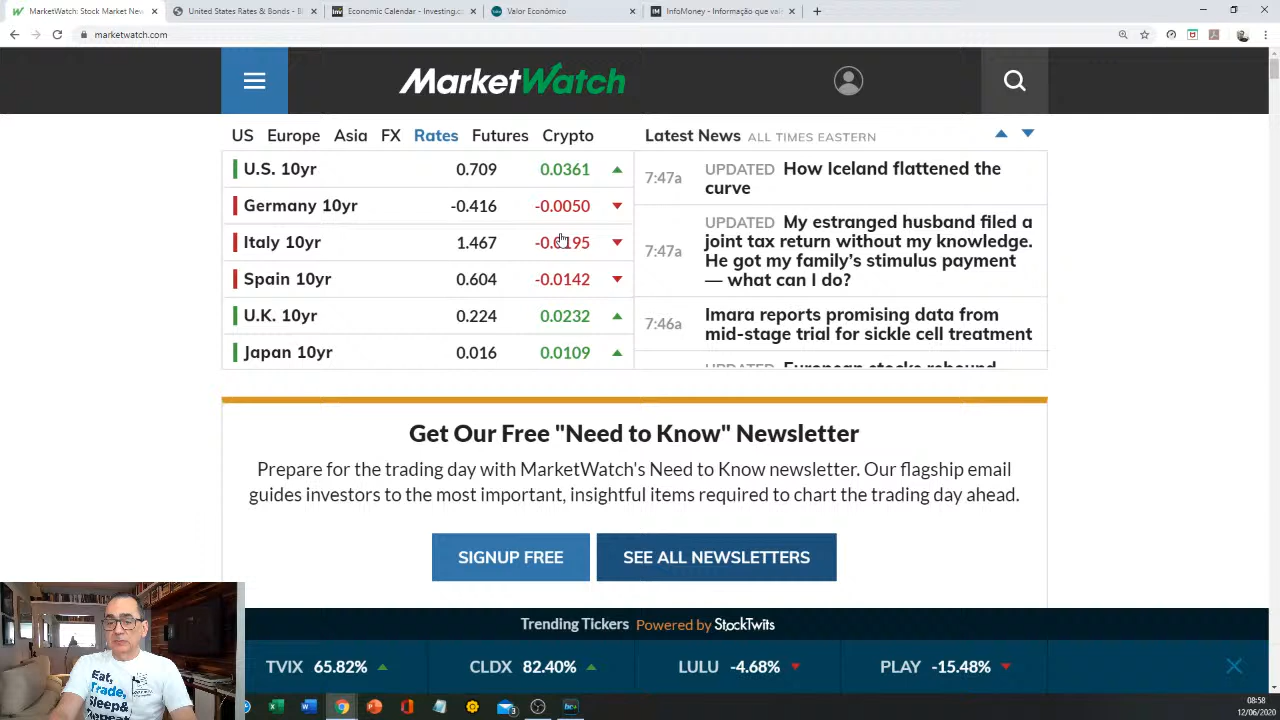 MarketWatch: Stock Market New
United States Rates & Bonds - Bl
Economic Calendar - Investing.c
Valor Econômico
InfoMoney - Informação que val
marketwatch.com
MarketWatch
US Europe Asia FX Rates Futures Crypto
U.S. 10yr 0.709 0.0361
Germany 10yr -0.416 -0.0050
Italy 10yr 1.467 -0.0195
Spain 10yr 0.604 -0.0142
U.K. 10yr 0.224 0.0232
Japan 10yr 0.016 0.0109
Latest News ALL TIMES EASTERN
7:47a UPDATED How Iceland flattened the
curve
UPDATED My estranged husband filed a
joint tax return without my knowledge.
7:47a He got my family's stimulus payment
— what can I do?
7:46a Imara reports promising data from
mid-stage trial for sickle cell treatment
UPDATED European stocks rebound
Get Our Free "Need to Know" Newsletter
Prepare for the trading day with MarketWatch's Need to Know newsletter. Our flagship email
guides investors to the most important, insightful items required to chart the trading day ahead.
SIGNUP FREE
SEE ALL NEWSLETTERS
Trending Tickers Powered by StockTwits
TVIX 65.82% CLDX 82.40% LULU -4.68% PLAY -15.48%
Eat,
Trade,
Sleep&
Repeat
08:58
12/06/2020